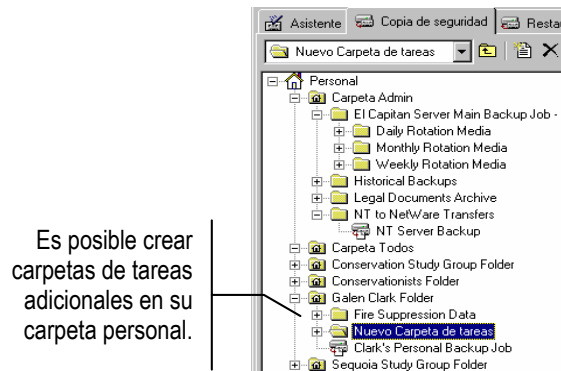 Asistente
Copia de seguridad
Resta
Nuevo Carpeta de tareas
Personal
Carpeta Admin
El Capitan Server Main Backup Job -
Daily Rotation Media
Monthly Rotation Media
Weekly Rotation Media
Historical Backups
Legal Documents Archive
NT to NetWare Transfers
NT Server Backup
Carpeta Todos
Conservation Study Group Folder
Conservationists Folder
Galen Clark Folder
Fire Suppression Data
Nuevo Carpeta de tareas
Clark's Personal Backup Job
Sequoia Study Group Folder
Es posible crear
carpetas de tareas
adicionales en su
carpeta personal.